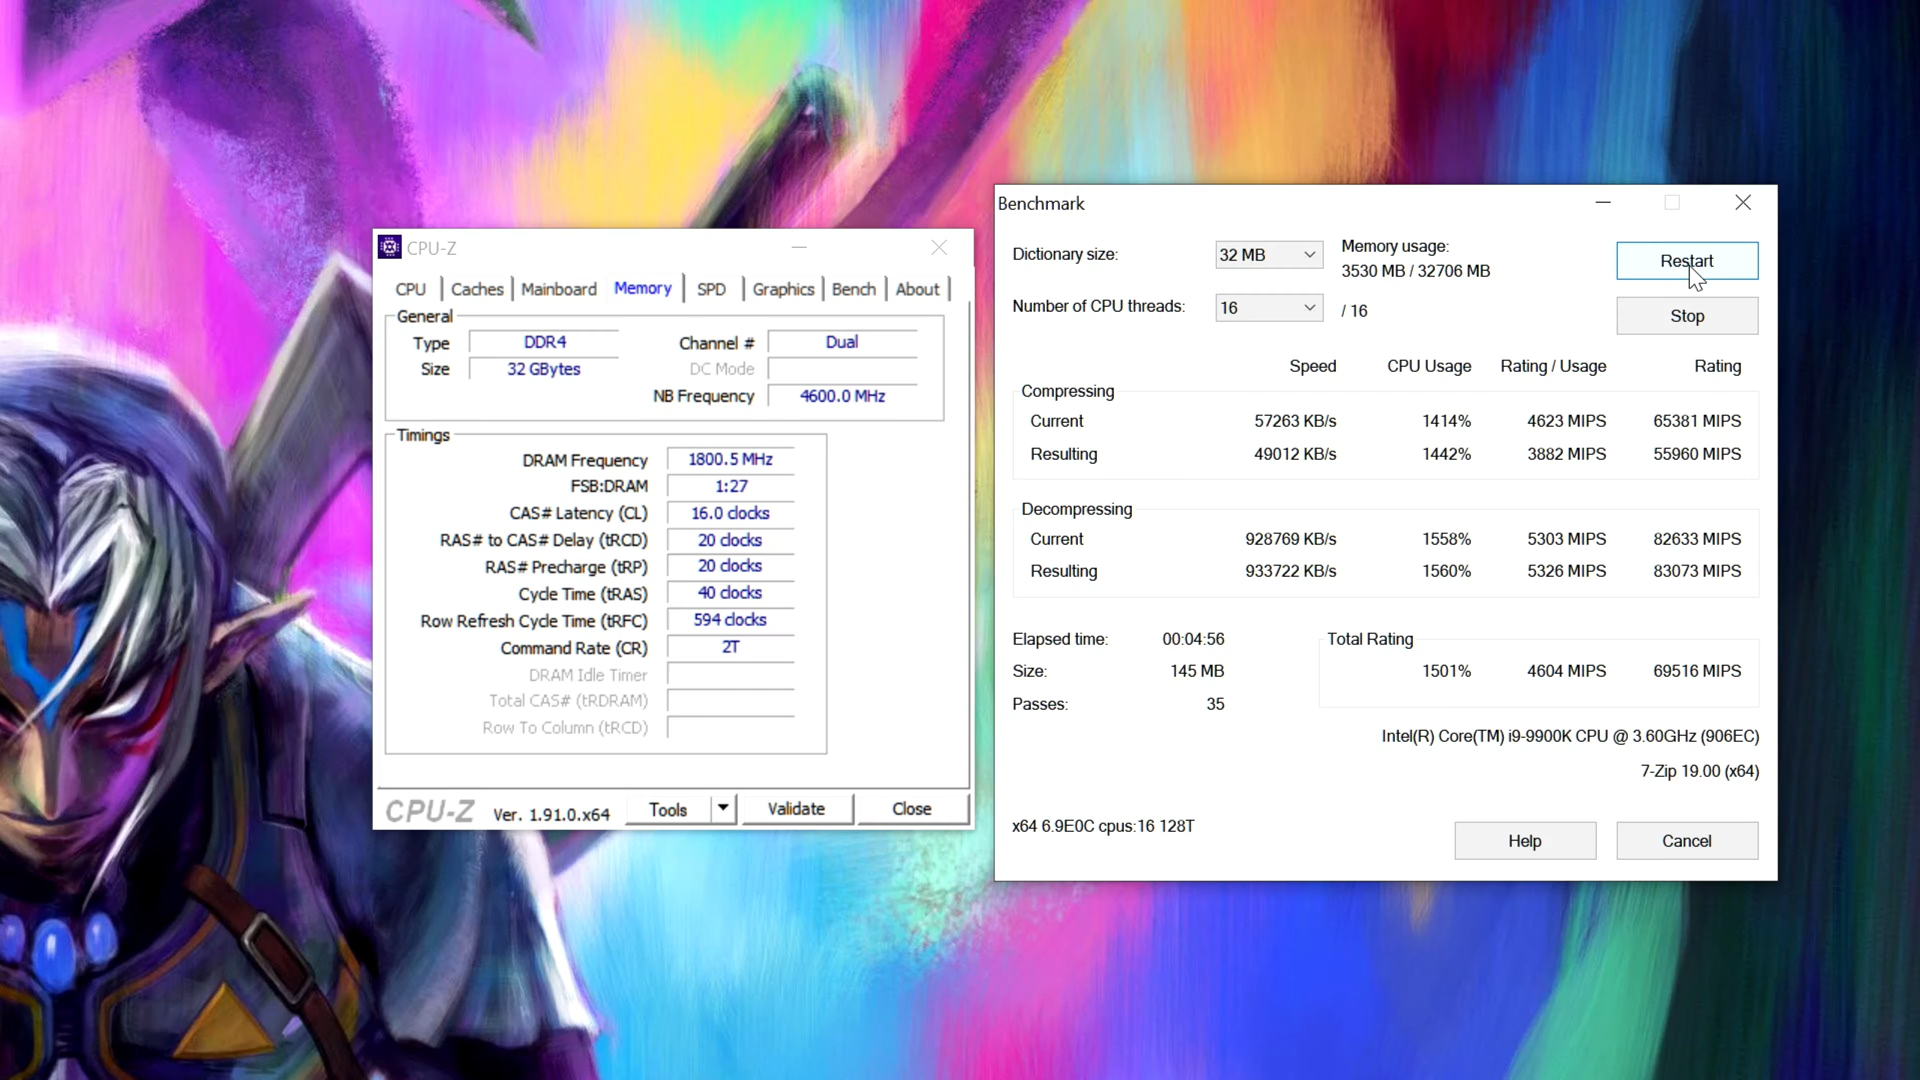 CPU-Z
CPU Caches Mainboard Memory SPD Graphics Bench About
General
Type DDR4 Channel # Dual
Size 32 GBytes DC Mode
NB Frequency 4600.0 MHz
Timings
DRAM Frequency 1800.5 MHz
FSB:DRAM 1:27
CAS# Latency (CL) 16.0 clocks
RAS# to CAS# Delay (tRCD) 20 clocks
RAS# Precharge (tRP) 20 clocks
Cycle Time (tRAS) 40 clocks
Row Refresh Cycle Time (tRFC) 594 clocks
Command Rate (CR) 2T
DRAM Idle Timer
Total CAS# (tRDRAM)
Row To Column (tRCD)
CPU-Z Ver. 1.91.0.x64 Tools Validate Close
Benchmark
Dictionary size: 32 MB Memory usage: Restart
3530 MB / 32706 MB
Number of CPU threads: 16 / 16 Stop
Speed CPU Usage Rating / Usage Rating
Compressing
Current 57263 KB/s 1414% 4623 MIPS 65381 MIPS
Resulting 49012 KB/s 1442% 3882 MIPS 55960 MIPS
Decompressing
Current 928769 KB/s 1558% 5303 MIPS 82633 MIPS
Resulting 933722 KB/s 1560% 5326 MIPS 83073 MIPS
Elapsed time: 00:04:56 Total Rating
Size: 145 MB 1501% 4604 MIPS 69516 MIPS
Passes: 35
Intel(R) Core(TM) i9-9900K CPU @ 3.60GHz (906EC)
7-Zip 19.00 (x64)
x64 6.9E0C cpus:16 128T
Help Cancel